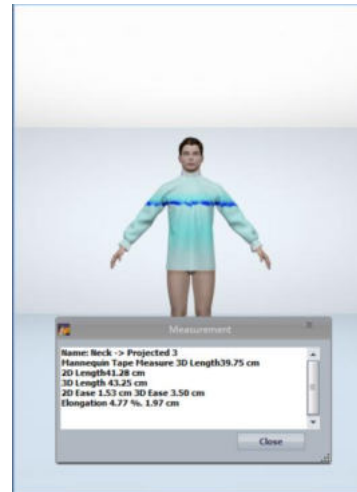 Measurement
Name: Neck -> Projected 3
Mannequin Tape Measure 3D Length39.75 cm
2D Length41.28 cm
3D Length 43.25 cm
2D Ease 1.53 cm 3D Ease 3.50 cm
Elongation 4.77 %. 1.97 cm
Close